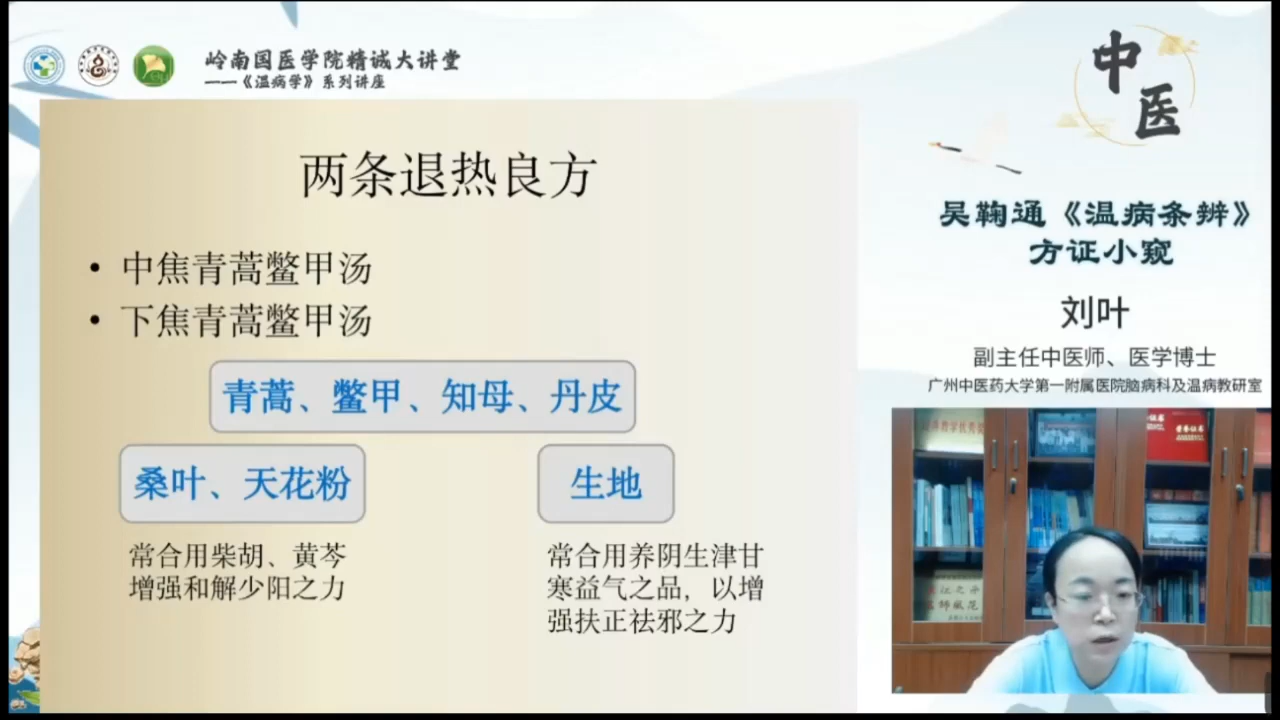 岭南国医学院精诚大讲堂
——《温病学》系列讲座
中医
两条退热良方
• 中焦青蒿鳖甲汤
• 下焦青蒿鳖甲汤
青蒿、鳖甲、知母、丹皮
桑叶、天花粉
生地
常合用柴胡、黄芩
增强和解少阳之力
常合用养阴生津甘
寒益气之品，以增
强扶正祛邪之力
吴鞠通《温病条辨》
方证小窥
刘叶
副主任中医师、医学博士
广州中医药大学第一附属医院脑病科及温病教研室